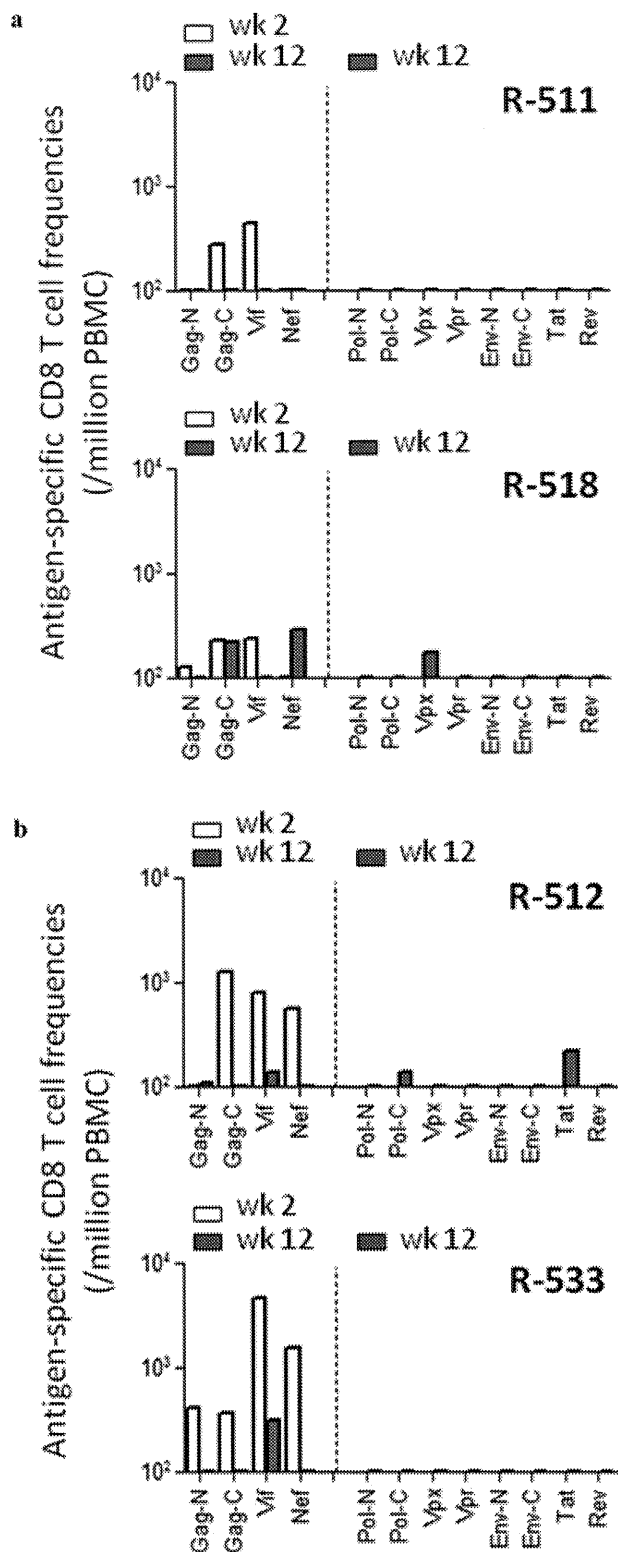 a
wk 2
wk 12 wk 12
R-511
10⁴
10³
10²
Gag-N Gag-C Vif Nef Pol-N Pol-C Vpx Vpr Env-N Env-C Tat Rev
Antigen-specific CD8 T cell frequencies
(/million PBMC)
wk 2
wk 12 wk 12
R-518
10⁴
10³
10²
Gag-N Gag-C Vif Nef Pol-N Pol-C Vpx Vpr Env-N Env-C Tat Rev
b
wk 2
wk 12 wk 12
R-512
10⁴
10³
10²
Gag-N Gag-C Vif Nef Pol-N Pol-C Vpx Vpr Env-N Env-C Tat Rev
Antigen-specific CD8 T cell frequencies
(/million PBMC)
wk 2
wk 12 wk 12
R-533
10⁴
10³
10²
Gag-N Gag-C Vif Nef Pol-N Pol-C Vpx Vpr Env-N Env-C Tat Rev